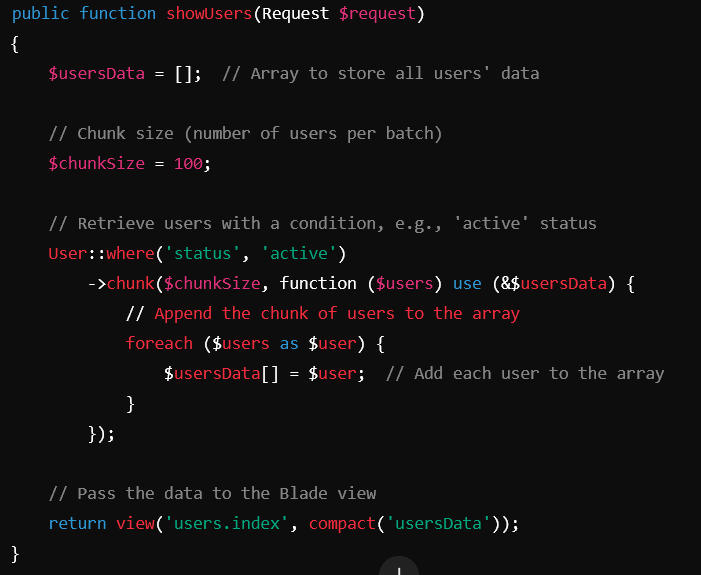 public function showUsers(Request $request)
{
    $usersData = [];  // Array to store all users' data
    // Chunk size (number of users per batch)
    $chunkSize = 100;
    // Retrieve users with a condition, e.g., 'active' status
    User::where('status', 'active')
        ->chunk($chunkSize, function ($users) use (&$usersData) {
            // Append the chunk of users to the array
            foreach ($users as $user) {
                $usersData[] = $user;  // Add each user to the array
            }
        });
    // Pass the data to the Blade view
    return view('users.index', compact('usersData'));
}